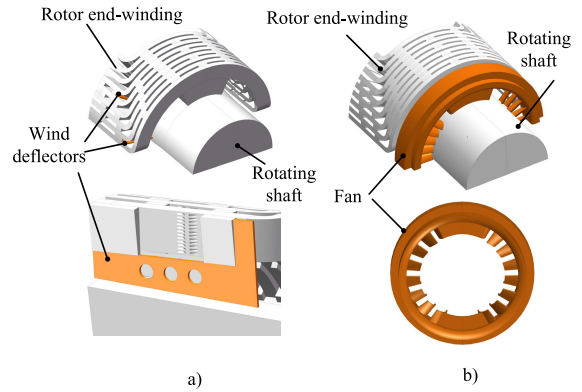 Rotor end-winding
Wind
deflectors
Rotating
shaft
a)
Rotor end-winding
Rotating
shaft
Fan
b)